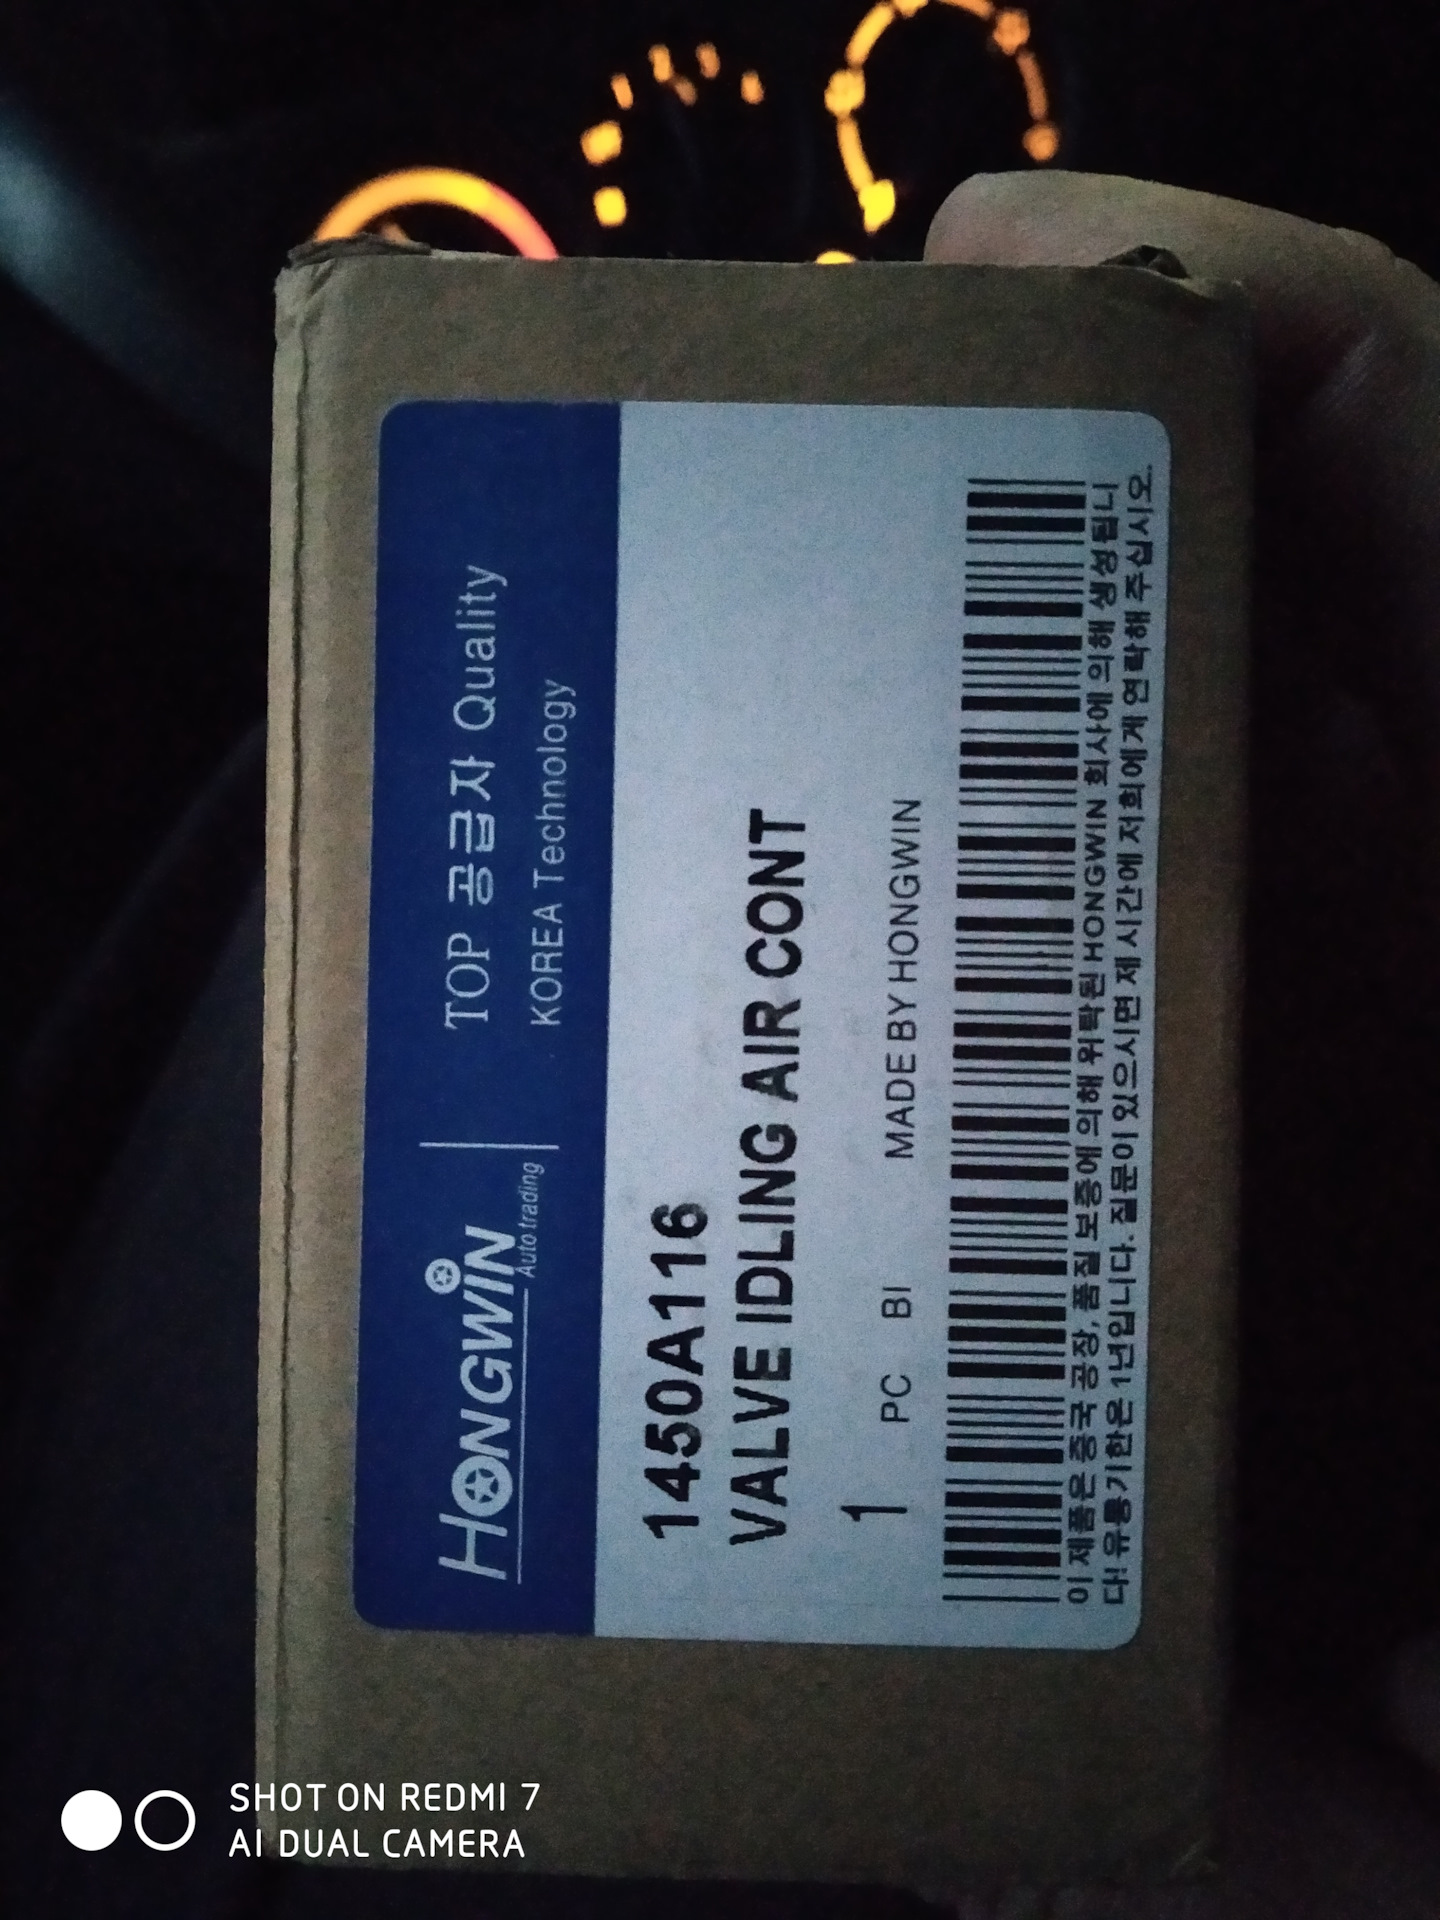 HONGWIN
Auto trading
TOP 공급자 Quality
KOREA Technology
1450A116
VALVE IDLING AIR CONT
1 PC BI MADE BY HONGWIN
이 제품은 중국 공장, 품질 보증에 의해 위탁된 HONGWIN 회사에 의해 생성됩니
다! 유통기한은 1년입니다. 질문이 있으시면 제 시간에 저희에게 연락해 주십시오.
SHOT ON REDMI 7
AI DUAL CAMERA